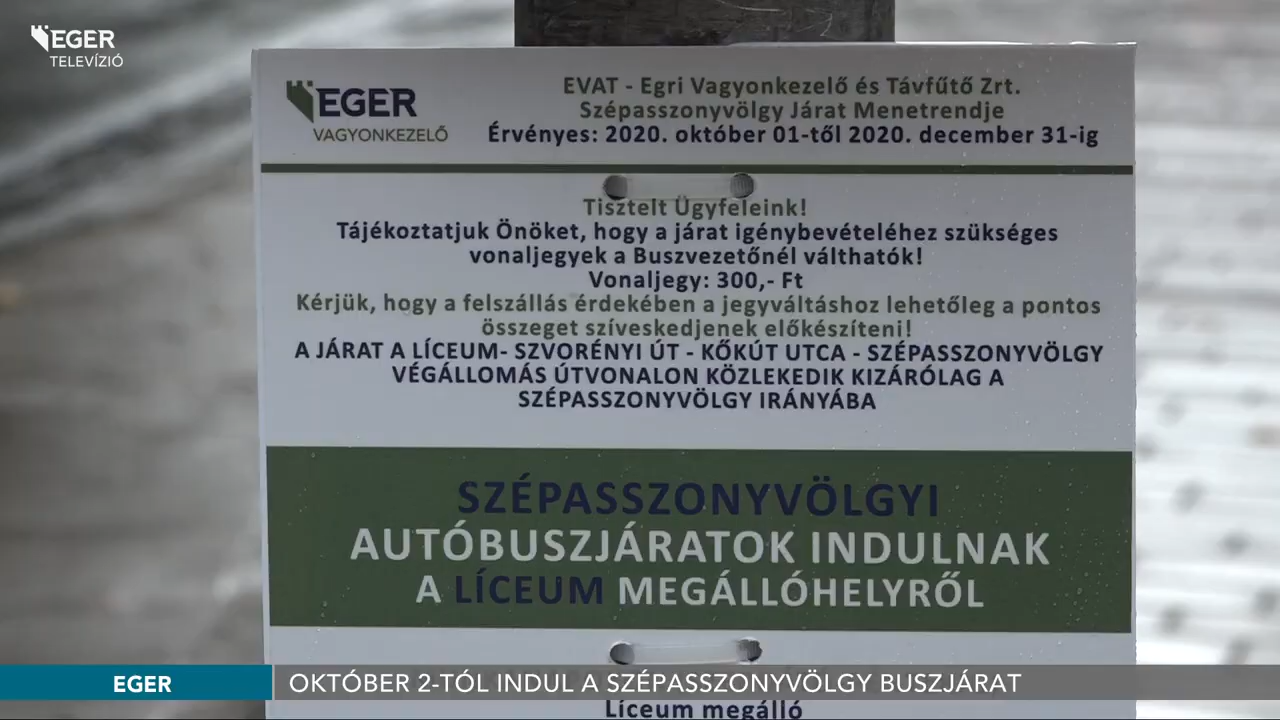 EGER
TELEVÍZIÓ
EGER
VAGYONKEZELŐ
EVAT - Egri Vagyonkezelő és Távfűtő Zrt.
Szépasszonyvölgy Járat Menetrendje
Érvényes: 2020. október 01-től 2020. december 31-ig
Tisztelt Ügyfeleink!
Tájékoztatjuk Önöket, hogy a járat igénybevételéhez szükséges
vonaljegyek a Buszvezetőnél válthatók!
Vonaljegy: 300,- Ft
Kérjük, hogy a felszállás érdekében a jegyváltáshoz lehetőleg a pontos
összeget szíveskedjenek előkészíteni!
A JÁRAT A LÍCEUM- SZVORÉNYI ÚT - KŐKÚT UTCA - SZÉPASSZONYVÖLGY
VÉGÁLLOMÁS ÚTVONALON KÖZLEKEDIK KIZÁRÓLAG A
SZÉPASSZONYVÖLGY IRÁNYÁBA
SZÉPASSZONYVÖLGYI
AUTÓBUSZJÁRATOK INDULNAK
A LÍCEUM MEGÁLLÓHELYRŐL
EGER
OKTÓBER 2-TÓL INDUL A SZÉPASSZONYVÖLGY BUSZJÁRAT
Líceum megálló